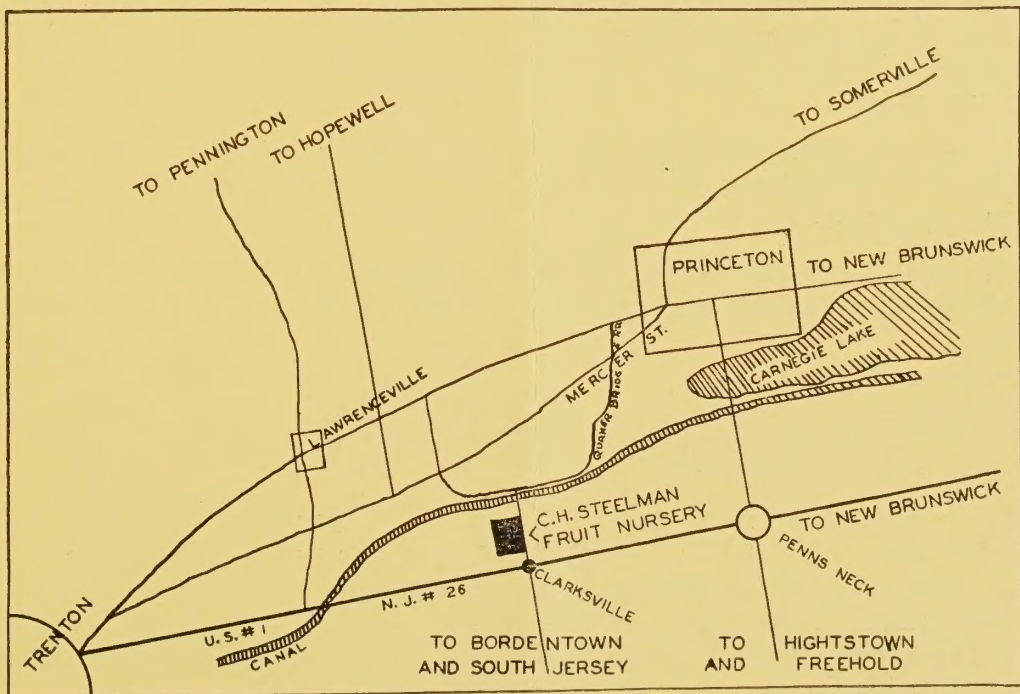 TO SOMERVILLE
TO PENNINGTON
TO HOPEWELL
PRINCETON
TO NEW BRUNSWICK
CARNEGIE LAKE
MERCER ST.
QUAKER BRIDGE RD.
LAWRENCEVILLE
C.H. STEELMAN
FRUIT NURSERY
TO NEW BRUNSWICK
PENNS NECK
CLARKSVILLE
N.J. # 26
U.S. # 1
TRENTON
CANAL
TO BORDENTOWN
AND SOUTH JERSEY
TO HIGHTSTOWN
AND FREEHOLD